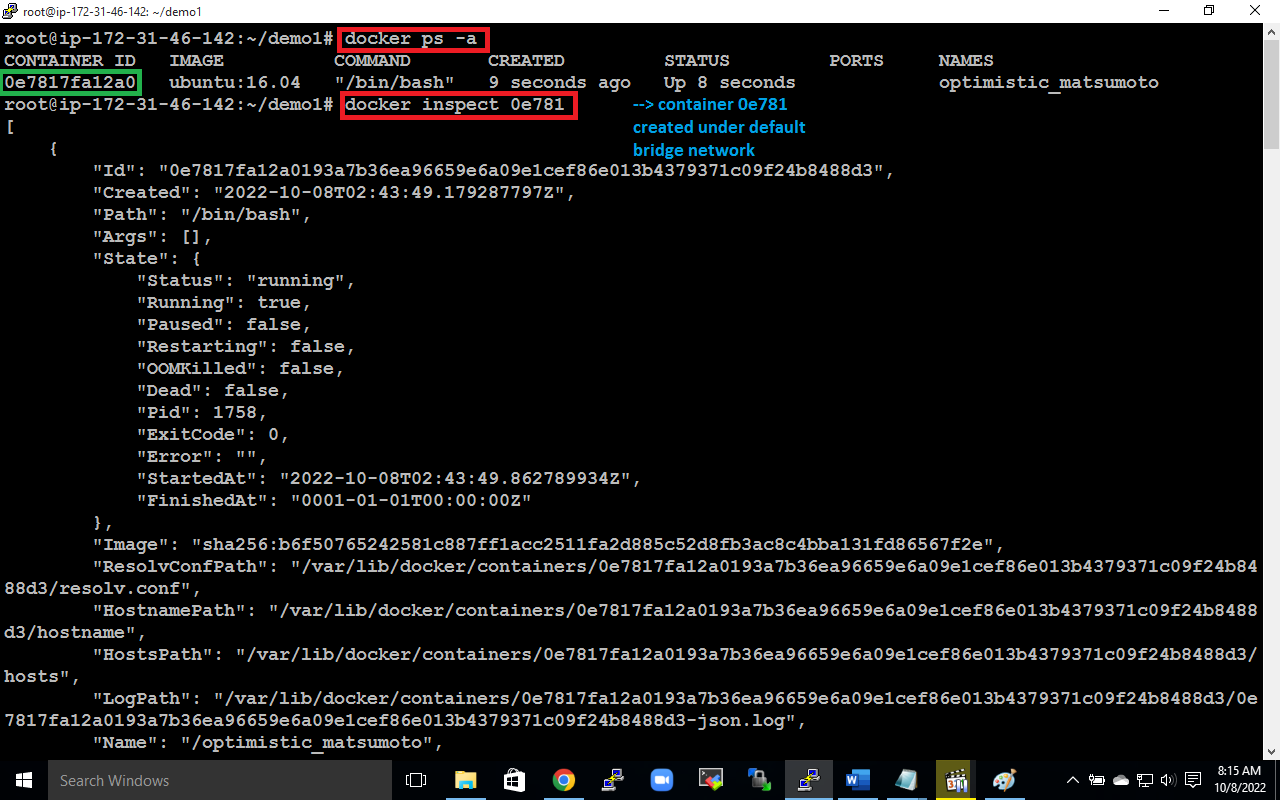 root@ip-172-31-46-142: ~/demo1
root@ip-172-31-46-142:~/demo1# docker ps -a
CONTAINER ID   IMAGE          COMMAND       CREATED         STATUS         PORTS     NAMES
0e7817fa12a0   ubuntu:16.04   "/bin/bash"   9 seconds ago   Up 8 seconds             optimistic_matsumoto
root@ip-172-31-46-142:~/demo1# docker inspect 0e781
--> container 0e781
created under default
bridge network
[
    {
        "Id": "0e7817fa12a0193a7b36ea96659e6a09e1cef86e013b4379371c09f24b8488d3",
        "Created": "2022-10-08T02:43:49.179287797Z",
        "Path": "/bin/bash",
        "Args": [],
        "State": {
            "Status": "running",
            "Running": true,
            "Paused": false,
            "Restarting": false,
            "OOMKilled": false,
            "Dead": false,
            "Pid": 1758,
            "ExitCode": 0,
            "Error": "",
            "StartedAt": "2022-10-08T02:43:49.862789934Z",
            "FinishedAt": "0001-01-01T00:00:00Z"
        },
        "Image": "sha256:b6f50765242581c887ff1acc2511fa2d885c52d8fb3ac8c4bba131fd86567f2e",
        "ResolvConfPath": "/var/lib/docker/containers/0e7817fa12a0193a7b36ea96659e6a09e1cef86e013b4379371c09f24b84
88d3/resolv.conf",
        "HostnamePath": "/var/lib/docker/containers/0e7817fa12a0193a7b36ea96659e6a09e1cef86e013b4379371c09f24b8488
d3/hostname",
        "HostsPath": "/var/lib/docker/containers/0e7817fa12a0193a7b36ea96659e6a09e1cef86e013b4379371c09f24b8488d3/
hosts",
        "LogPath": "/var/lib/docker/containers/0e7817fa12a0193a7b36ea96659e6a09e1cef86e013b4379371c09f24b8488d3/0e
7817fa12a0193a7b36ea96659e6a09e1cef86e013b4379371c09f24b8488d3-json.log",
        "Name": "/optimistic_matsumoto",
Search Windows
8:15 AM
10/8/2022